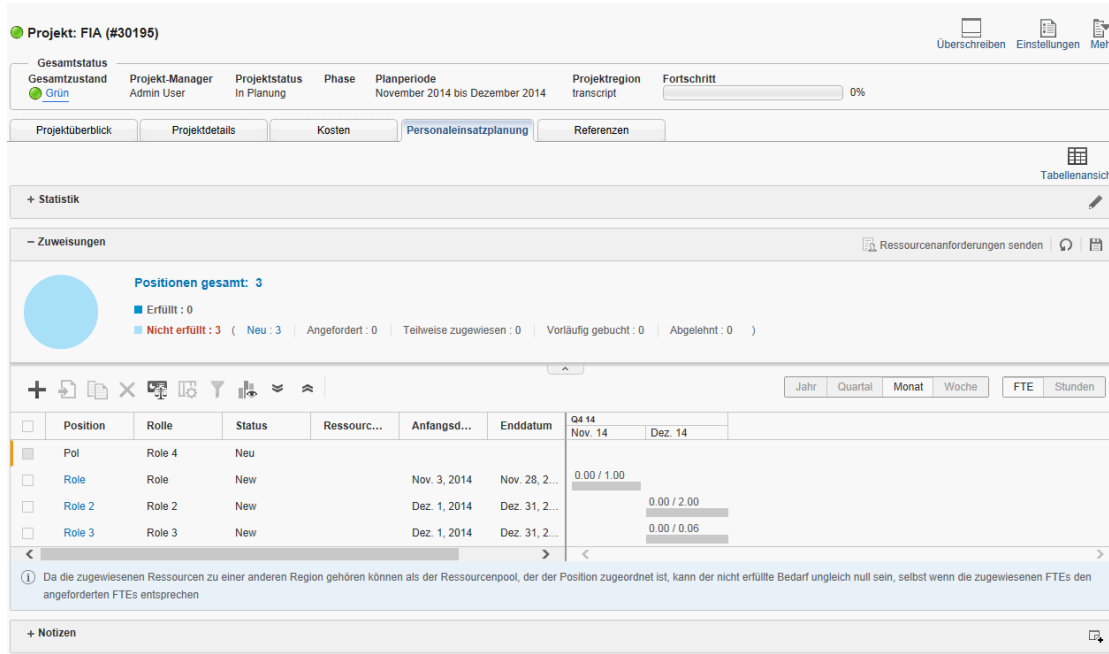 Projekt: FIA (#30195)
Überschreiben Einstellungen Meh
Gesamtstatus
Gesamtzustand Projekt-Manager Projektstatus Phase Planperiode Projektregion Fortschritt
Grün Admin User In Planung November 2014 bis Dezember 2014 transcript 0%
Projektüberblick Projektdetails Kosten Personaleinsatzplanung Referenzen
Tabellenansich
+ Statistik
– Zuweisungen Ressourcenanforderungen senden
Positionen gesamt: 3
Erfüllt : 0
Nicht erfüllt : 3 ( Neu : 3 Angefordert : 0 Teilweise zugewiesen : 0 Vorläufig gebucht : 0 Abgelehnt : 0 )
Jahr Quartal Monat Woche FTE Stunden
Position Rolle Status Ressourc... Anfangsd... Enddatum Q4 14
Nov. 14 Dez. 14
Pol Role 4 Neu
Role Role New Nov. 3, 2014 Nov. 28, 2... 0.00 / 1.00
Role 2 Role 2 New Dez. 1, 2014 Dez. 31, 2... 0.00 / 2.00
Role 3 Role 3 New Dez. 1, 2014 Dez. 31, 2... 0.00 / 0.06
Da die zugewiesenen Ressourcen zu einer anderen Region gehören können als der Ressourcenpool, der der Position zugeordnet ist, kann der nicht erfüllte Bedarf ungleich null sein, selbst wenn die zugewiesenen FTEs den
angeforderten FTEs entsprechen
+ Notizen